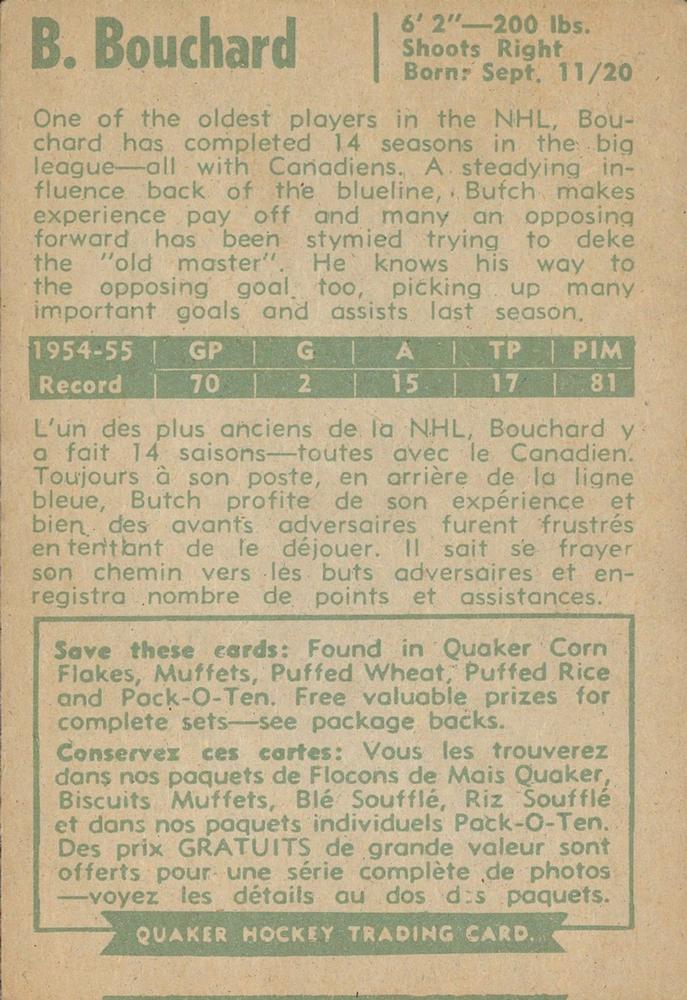 B. Bouchard
6' 2"—200 lbs.
Shoots Right
Born: Sept. 11/20
One of the oldest players in the NHL, Bou-
chard has completed 14 seasons in the big
league—all with Canadiens. A steadying in-
fluence back of the blueline, Butch makes
experience pay off and many an opposing
forward has been stymied trying to deke
the "old master". He knows his way to
the opposing goal too, picking up many
important goals and assists last season.
1954-55 | GP | G | A | TP | PIM
Record | 70 | 2 | 15 | 17 | 81
L'un des plus anciens de la NHL, Bouchard y
a fait 14 saisons—toutes avec le Canadien.
Toujours à son poste, en arrière de la ligne
bleue, Butch profite de son expérience et
bien des avants adversaires furent frustrés
en tentant de le déjouer. Il sait se frayer
son chemin vers les buts adversaires et en-
registra nombre de points et assistances.
Save these cards: Found in Quaker Corn
Flakes, Muffets, Puffed Wheat, Puffed Rice
and Pack-O-Ten. Free valuable prizes for
complete sets—see package backs.
Conservez ces cartes: Vous les trouverez
dans nos paquets de Flocons de Mais Quaker,
Biscuits Muffets, Blé Soufflé, Riz Soufflé
et dans nos paquets individuels Pack-O-Ten.
Des prix GRATUITS de grande valeur sont
offerts pour une série complète de photos
—voyez les détails au dos des paquets.
QUAKER HOCKEY TRADING CARD.